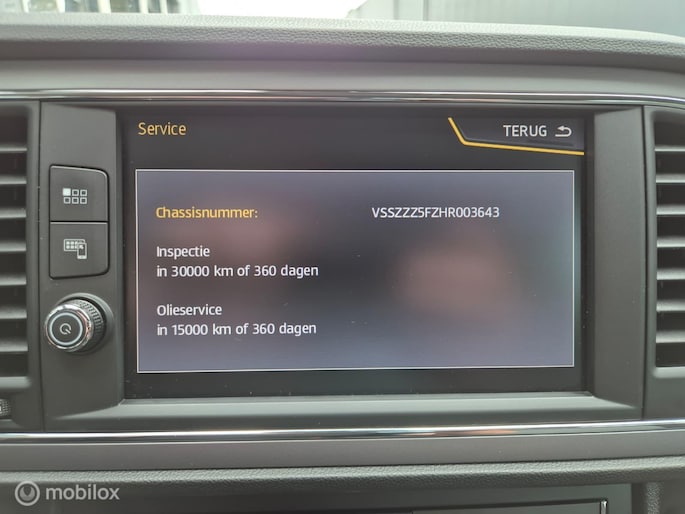 Service
TERUG
Chassisnummer: VSSZZZ5FZHR003643
Inspectie
in 30000 km of 360 dagen
Olieservice
in 15000 km of 360 dagen
mobilox